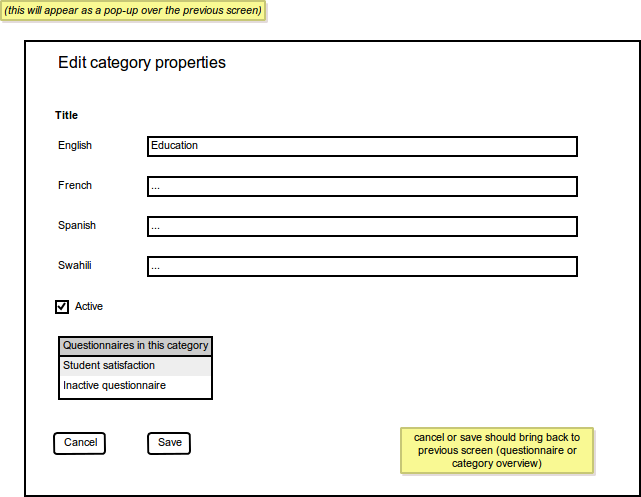 (this will appear as a pop-up over the previous screen)
Edit category properties
Title
English
Education
French
...
Spanish
...
Swahili
...
Active
Questionnaires in this category
Student satisfaction
Inactive questionnaire
Cancel
Save
cancel or save should bring back to
previous screen (questionnaire or
category overview)